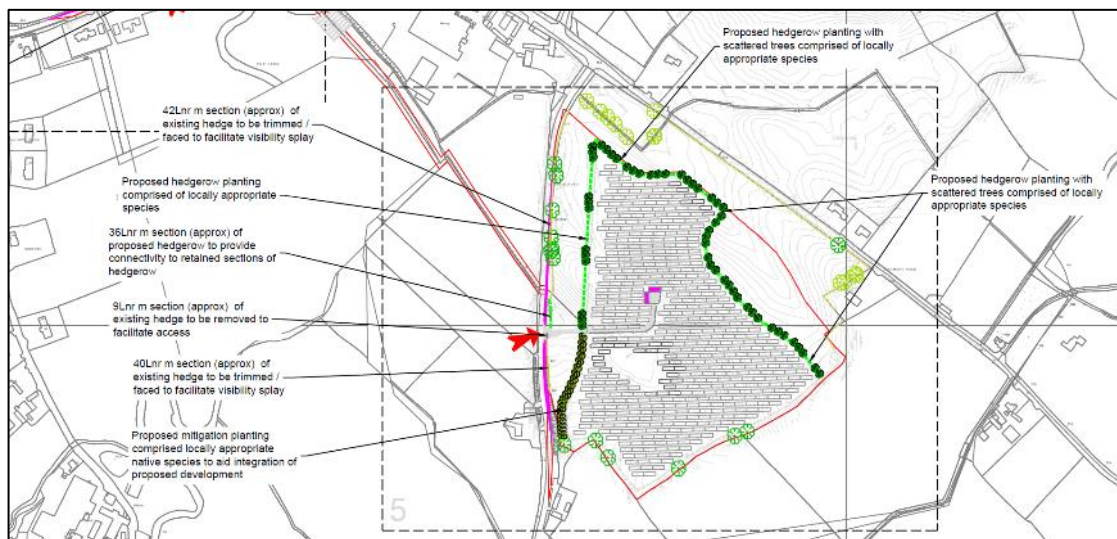 Proposed hedgerow planting with
scattered trees comprised of locally
appropriate species
42Lnr m section (approx) of
existing hedge to be trimmed /
faced to facilitate visibility splay
Proposed hedgerow planting
comprised of locally appropriate
species
Proposed hedgerow planting with
scattered trees comprised of locally
appropriate species
36Lnr m section (approx) of
proposed hedgerow to provide
connectivity to retained sections of
hedgerow
9Lnr m section (approx) of
existing hedge to be removed to
facilitate access
40Lnr m section (approx) of
existing hedge to be trimmed /
faced to facilitate visibility splay
Proposed mitigation planting
comprised locally appropriate
native species to aid integration of
proposed development
5